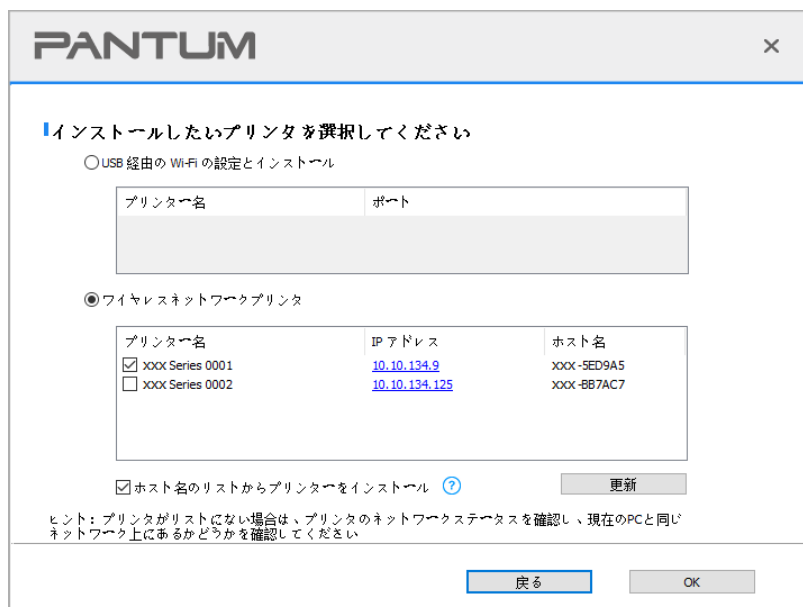 PANTUM
インストールしたいプリンタを選択してください
USB 経由の Wi-Fi の設定とインストール
プリンター名 ポート
ワイヤレスネットワークプリンタ
プリンター名 IP アドレス ホスト名
xxx Series 0001 10.10.134.9 xxx-5ED9A5
xxx Series 0002 10.10.134.125 xxx-BB7AC7
ホスト名のリストからプリンターをインストール ? 更新
ヒント：プリンタがリストにない場合は、プリンタのネットワークステータスを確認し、現在のPCと同じ
ネットワーク上にあるかどうかを確認してください
戻る OK